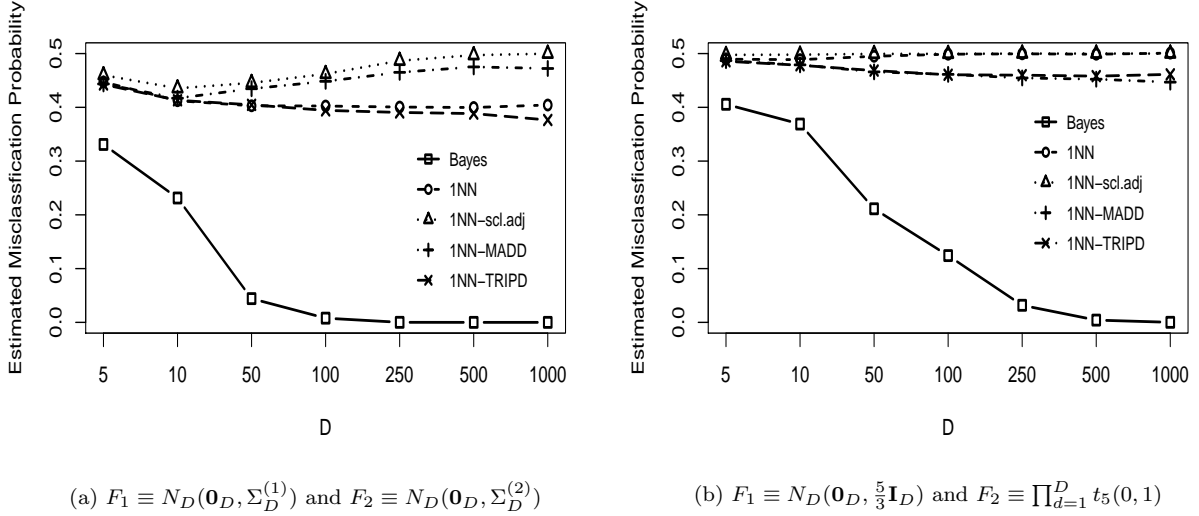 Estimated Misclassfication Probability
0.0 0.1 0.2 0.3 0.4 0.5
Bayes
1NN
1NN−scl.adj
1NN−MADD
1NN−TRIPD
5 10 50 100 250 500 1000
D
(a) F₁ ≡ N_D(𝟎_D, Σ_D^{(1)}) and F₂ ≡ N_D(𝟎_D, Σ_D^{(2)})
Estimated Misclassfication Probability
0.0 0.1 0.2 0.3 0.4 0.5
Bayes
1NN
1NN−scl.adj
1NN−MADD
1NN−TRIPD
5 10 50 100 250 500 1000
D
(b) F₁ ≡ N_D(𝟎_D, 5/3 𝐈_D) and F₂ ≡ ∏_{d=1}^{D} t₅(0, 1)